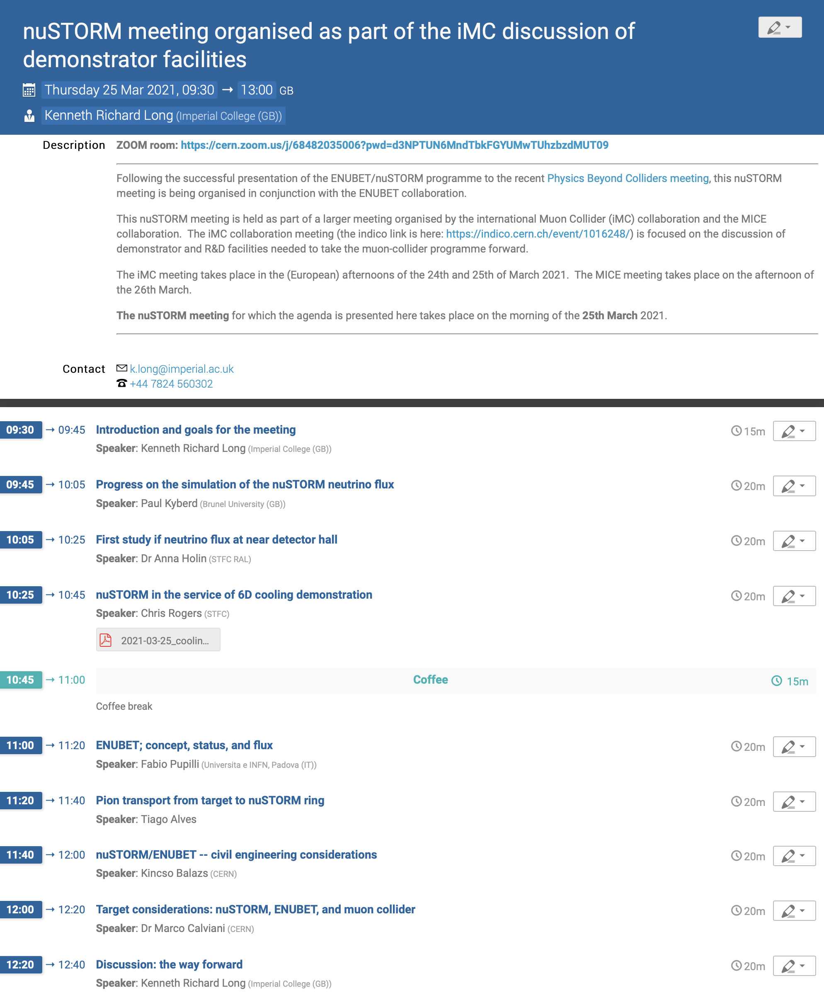 nuSTORM meeting organised as part of the iMC discussion of
demonstrator facilities
Thursday 25 Mar 2021, 09:30 → 13:00 GB
Kenneth Richard Long (Imperial College (GB))
Description ZOOM room: https://cern.zoom.us/j/68482035006?pwd=d3NPTUN6MndTbkFGYUMwTUhzbzdMUT09
Following the successful presentation of the ENUBET/nuSTORM programme to the recent Physics Beyond Colliders meeting, this nuSTORM
meeting is being organised in conjunction with the ENUBET collaboration.
This nuSTORM meeting is held as part of a larger meeting organised by the international Muon Collider (iMC) collaboration and the MICE
collaboration. The iMC collaboration meeting (the indico link is here: https://indico.cern.ch/event/1016248/) is focused on the discussion of
demonstrator and R&D facilities needed to take the muon-collider programme forward.
The iMC meeting takes place in the (European) afternoons of the 24th and 25th of March 2021. The MICE meeting takes place on the afternoon of
the 26th March.
The nuSTORM meeting for which the agenda is presented here takes place on the morning of the 25th March 2021.
Contact k.long@imperial.ac.uk
+44 7824 560302
09:30 → 09:45 Introduction and goals for the meeting 15m
Speaker: Kenneth Richard Long (Imperial College (GB))
09:45 → 10:05 Progress on the simulation of the nuSTORM neutrino flux 20m
Speaker: Paul Kyberd (Brunel University (GB))
10:05 → 10:25 First study if neutrino flux at near detector hall 20m
Speaker: Dr Anna Holin (STFC RAL)
10:25 → 10:45 nuSTORM in the service of 6D cooling demonstration 20m
Speaker: Chris Rogers (STFC)
2021-03-25_coolin...
10:45 → 11:00 Coffee 15m
Coffee break
11:00 → 11:20 ENUBET; concept, status, and flux 20m
Speaker: Fabio Pupilli (Universita e INFN, Padova (IT))
11:20 → 11:40 Pion transport from target to nuSTORM ring 20m
Speaker: Tiago Alves
11:40 → 12:00 nuSTORM/ENUBET -- civil engineering considerations 20m
Speaker: Kincso Balazs (CERN)
12:00 → 12:20 Target considerations: nuSTORM, ENUBET, and muon collider 20m
Speaker: Dr Marco Calviani (CERN)
12:20 → 12:40 Discussion: the way forward 20m
Speaker: Kenneth Richard Long (Imperial College (GB))